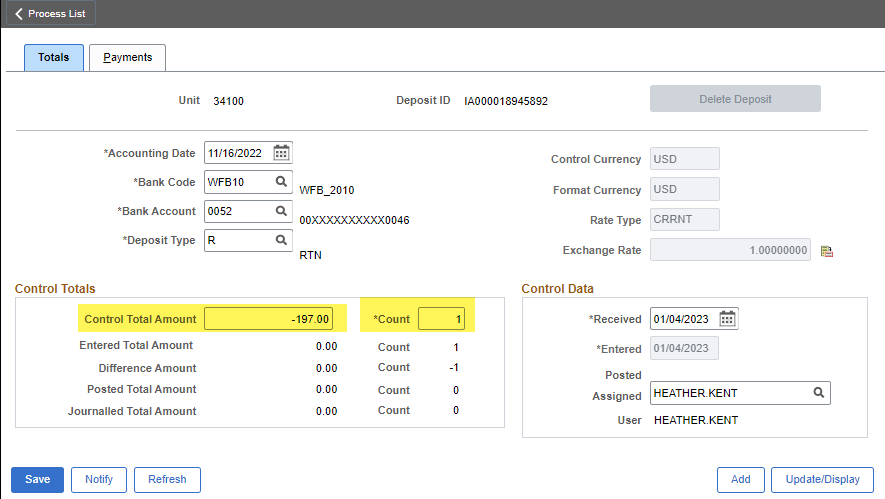 Process List
Totals Payments
Unit 34100 Deposit ID IA000018945892 Delete Deposit
*Accounting Date 11/16/2022
*Bank Code WFB10 WFB_2010
*Bank Account 0052 00XXXXXXXXXX0046
*Deposit Type R RTN
Control Currency USD
Format Currency USD
Rate Type CRRNT
Exchange Rate 1.00000000
Control Totals
Control Total Amount -197.00 *Count 1
Entered Total Amount 0.00 Count 1
Difference Amount 0.00 Count -1
Posted Total Amount 0.00 Count 0
Journalled Total Amount 0.00 Count 0
Control Data
*Received 01/04/2023
*Entered 01/04/2023
Posted
Assigned HEATHER.KENT
User HEATHER.KENT
Save Notify Refresh Add Update/Display